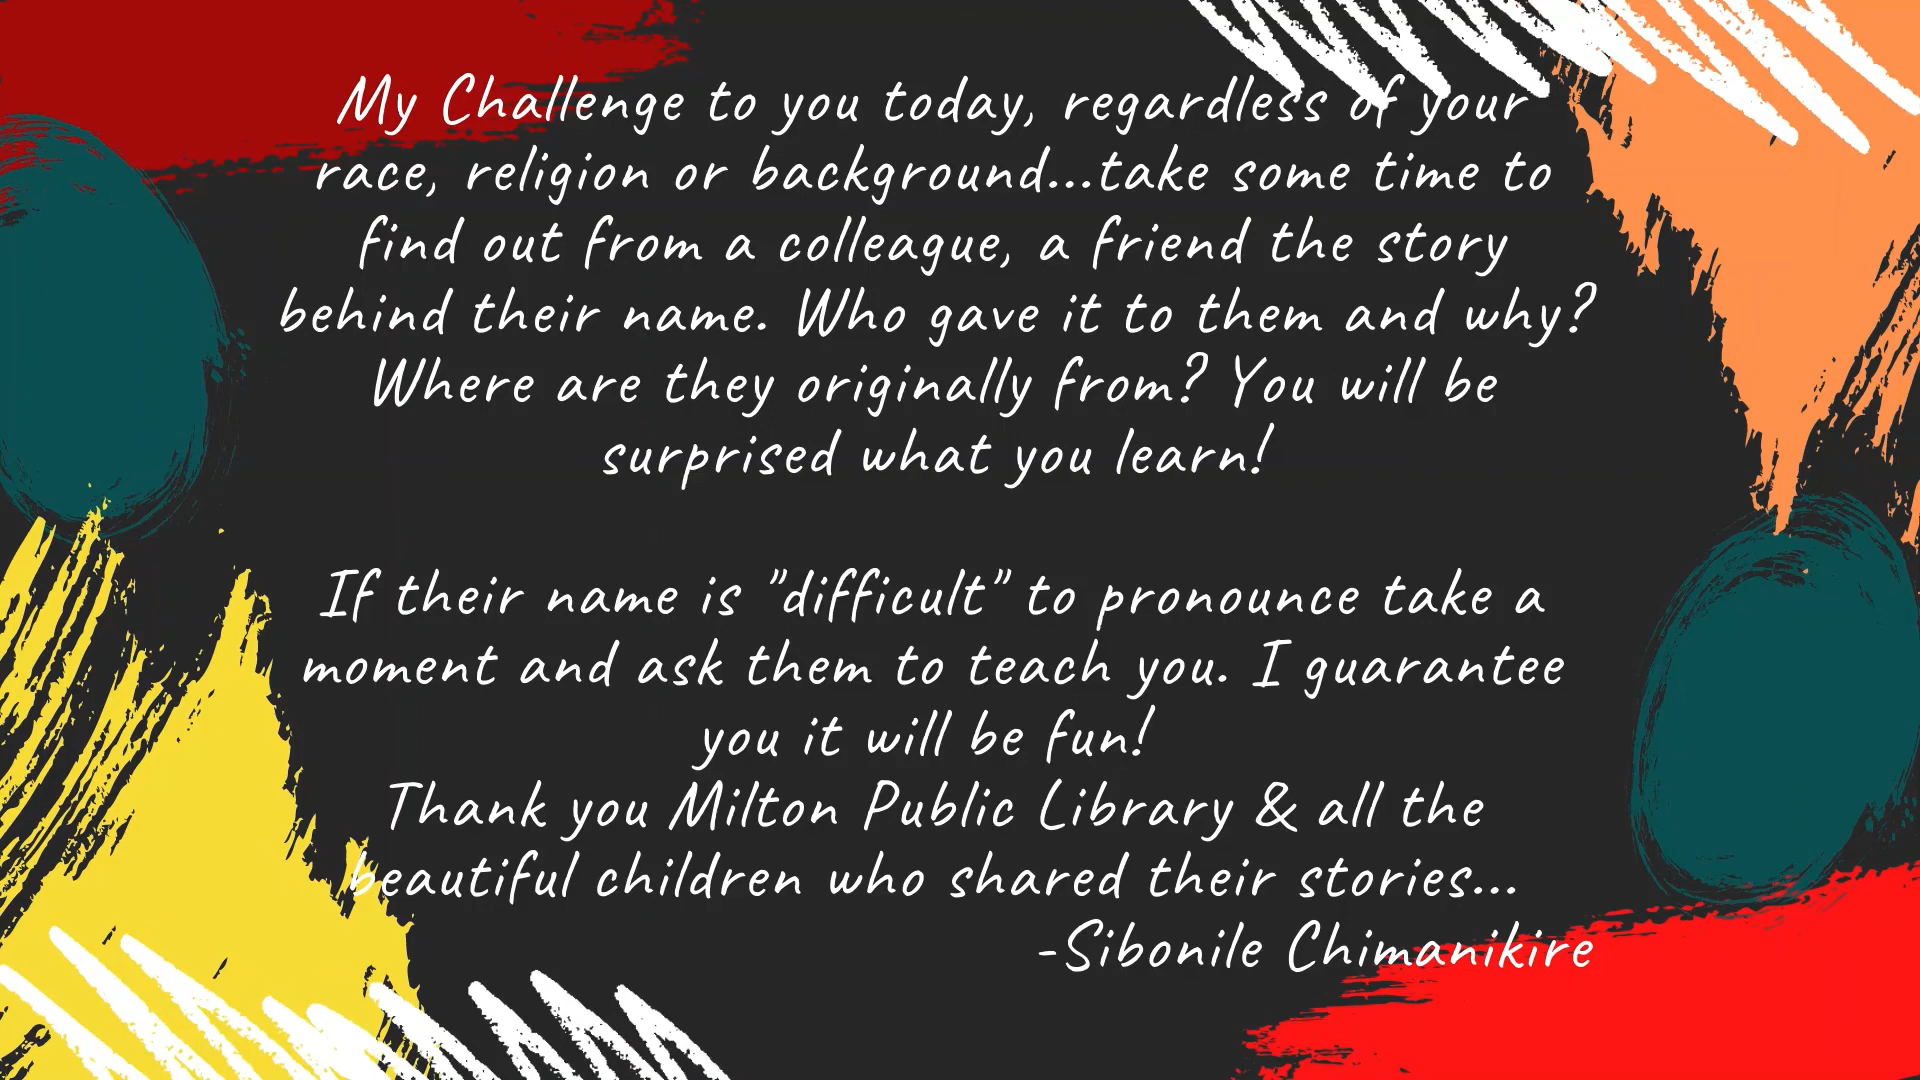 My Challenge to you today, regardless of your
race, religion or background...take some time to
find out from a colleague, a friend the story
behind their name. Who gave it to them and why?
Where are they originally from? You will be
surprised what you learn!
If their name is "difficult" to pronounce take a
moment and ask them to teach you. I guarantee
you it will be fun!
Thank you Milton Public Library & all the
beautiful children who shared their stories...
-Sibonile Chimanikire